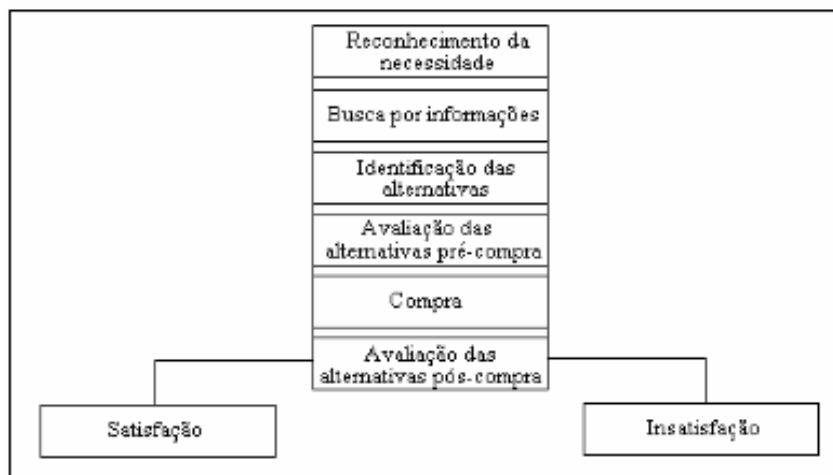 Reconhecimento da
necessidade
Busca por informações
Identificação das
alternativas
Avaliação das
alternativas pré-compra
Compra
Avaliação das
alternativas pós-compra
Satisfação
Insatisfação